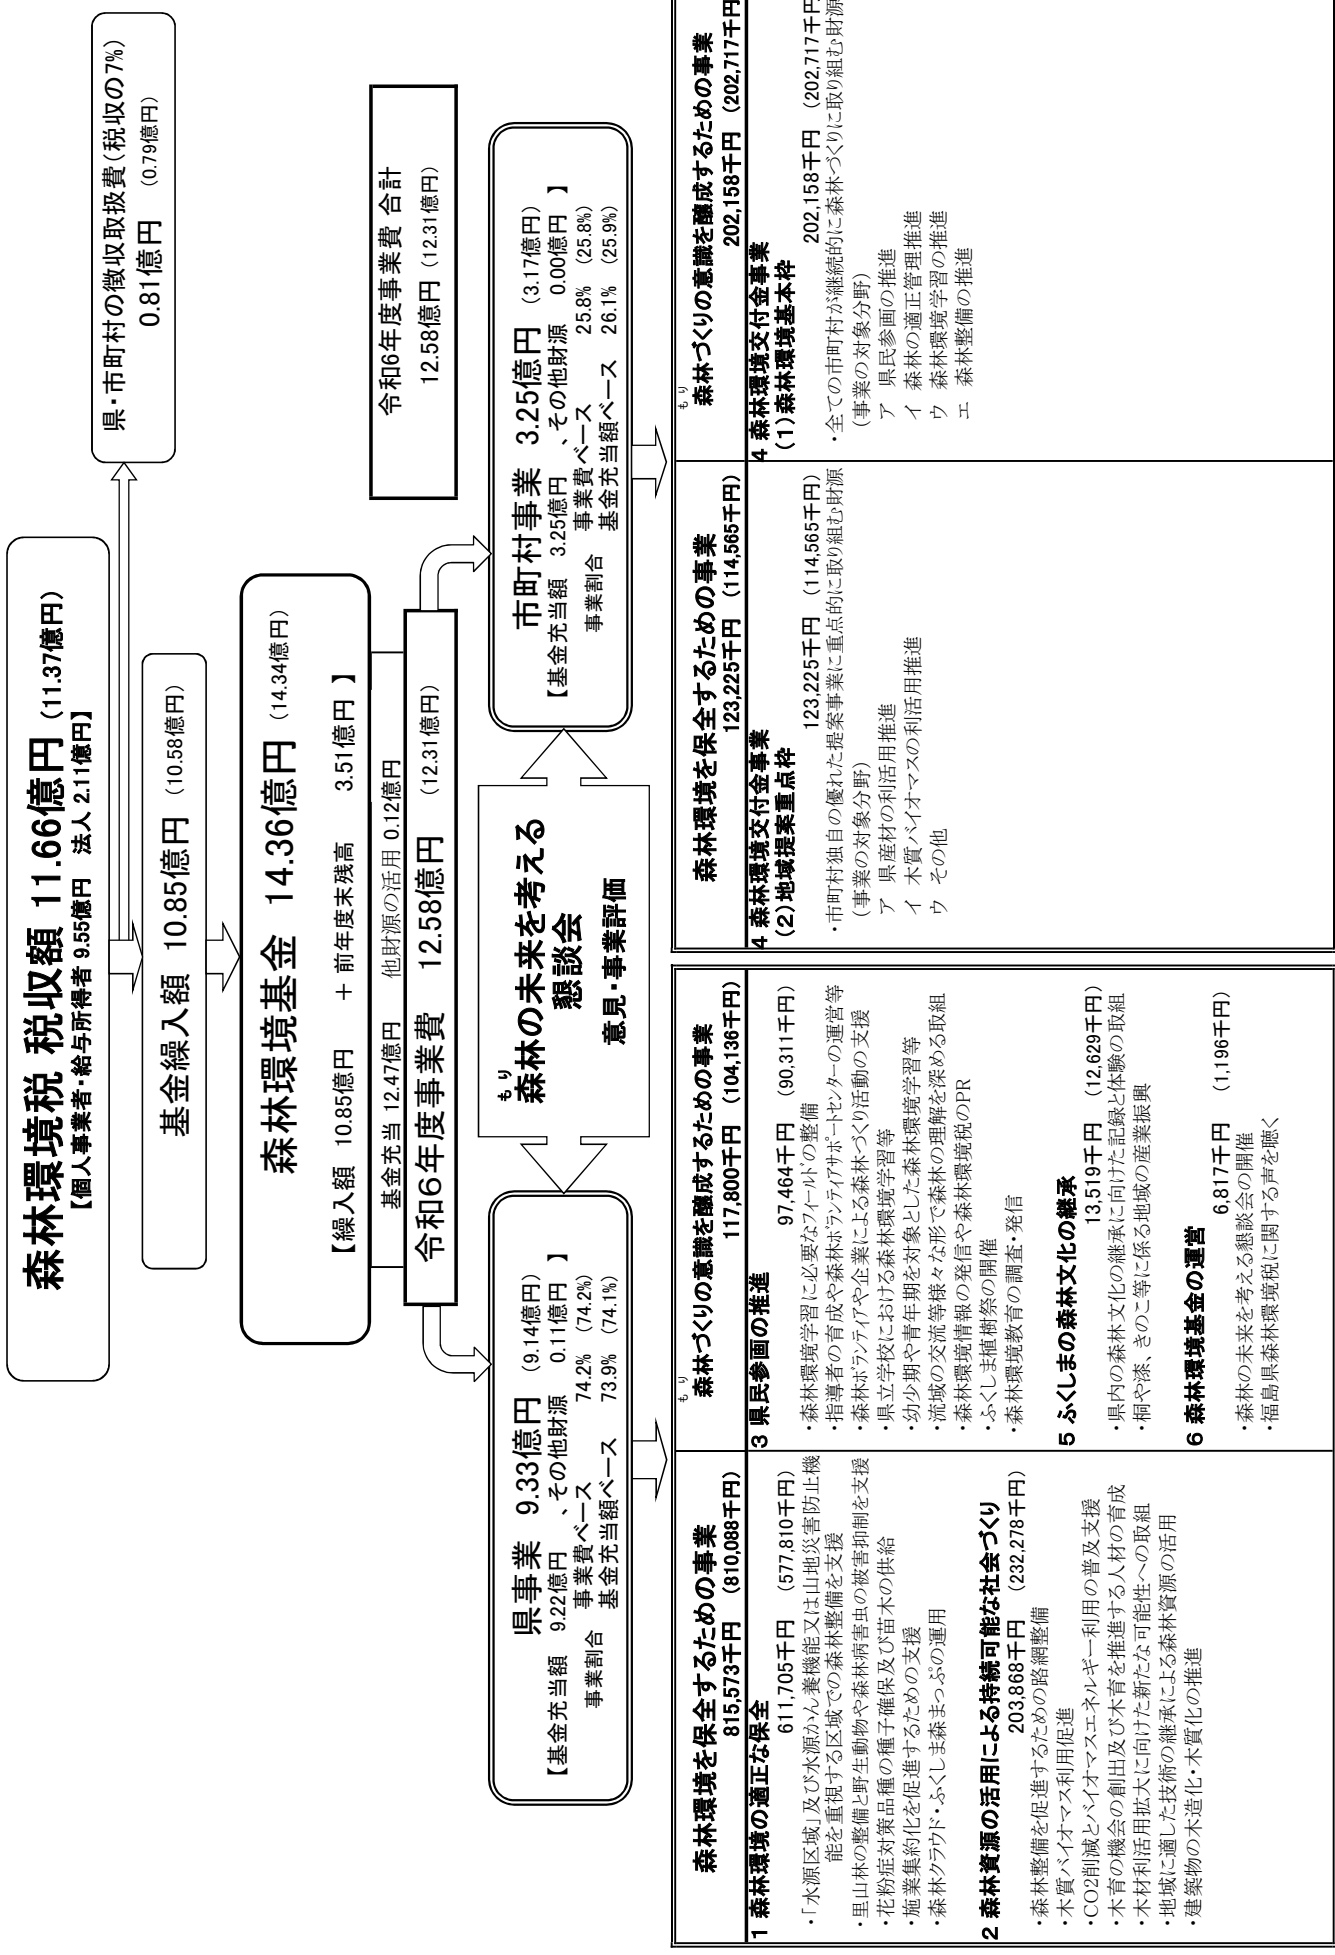 森林環境税 税収額 11.66億円 (11.37億円)
【個人事業者・給与所得者 9.55億円 法人 2.11億円】
県・市町村の徴収取扱費(税収の7%)
0.81億円 (0.79億円)
基金繰入額 10.85億円 (10.58億円)
森林環境基金 14.36億円 (14.34億円)
【繰入額 10.85億円 + 前年度末残高 3.51億円 】
基金充当 12.47億円 他財源の活用 0.12億円
令和6年度事業費 12.58億円 (12.31億円)
令和6年度事業費 合計
12.58億円 (12.31億円)
県事業 9.33億円 (9.14億円)
【基金充当額 9.22億円 、その他財源 0.11億円 】
事業割合 事業費ベース 74.2% (74.2%)
基金充当額ベース 73.9% (74.1%)
もり
森林の未来を考える
懇談会
意見・事業評価
市町村事業 3.25億円 (3.17億円)
【基金充当額 3.25億円 、その他財源 0.00億円 】
事業割合 事業費ベース 25.8% (25.8%)
基金充当額ベース 26.1% (25.9%)
森林環境を保全するための事業
815,573千円 (810,088千円)
1 森林環境の適正な保全
611,705千円 (577,810千円)
・「水源区域」及び水源かん養機能又は山地災害防止機
能を重視する区域での森林整備を支援
・里山林の整備と野生動物や森林病害虫の被害抑制を支援
・花粉症対策品種の種子確保及び苗木の供給
・施業集約化を促進するための支援
・森林クラウド・ふくしま森まっぷの運用
2 森林資源の活用による持続可能な社会づくり
203,868千円 (232,278千円)
・森林整備を促進するための路網整備
・木質バイオマス利用促進
・CO2削減とバイオマスエネルギー利用の普及支援
・木育の機会の創出及び木育を推進する人材の育成
・木材利活用拡大に向けた新たな可能性への取組
・地域に適した技術の継承による森林資源の活用
・建築物の木造化・木質化の推進
もり
森林づくりの意識を醸成するための事業
117,800千円 (104,136千円)
3 県民参画の推進
97,464千円 (90,311千円)
・森林環境学習に必要なフィールドの整備
・指導者の育成や森林ボランティアサポートセンターの運営等
・森林ボランティアや企業による森林づくり活動の支援
・県立学校における森林環境学習等
・幼少期や青年期を対象とした森林環境学習等
・流域の交流等様々な形で森林の理解を深める取組
・森林環境情報の発信や森林環境税のPR
・ふくしま植樹祭の開催
・森林環境教育の調査・発信
5 ふくしまの森林文化の継承
13,519千円 (12,629千円)
・県内の森林文化の継承に向けた記録と体験の取組
・桐や漆、きのこ等に係る地域の産業振興
6 森林環境基金の運営
6,817千円 (1,196千円)
・森林の未来を考える懇談会の開催
・福島県森林環境税に関する声を聴く
森林環境を保全するための事業
123,225千円 (114,565千円)
4 森林環境交付金事業
(2)地域提案重点枠
123,225千円 (114,565千円)
・市町村独自の優れた提案事業に重点的に取り組む財源
(事業の対象分野)
ア 県産材の利活用推進
イ 木質バイオマスの利活用推進
ウ その他
もり
森林づくりの意識を醸成するための事業
202,158千円 (202,717千円)
4 森林環境交付金事業
(1)森林環境基本枠
202,158千円 (202,717千円)
・全ての市町村が継続的に森林づくりに取り組む財源
(事業の対象分野)
ア 県民参画の推進
イ 森林の適正管理推進
ウ 森林環境学習の推進
エ 森林整備の推進